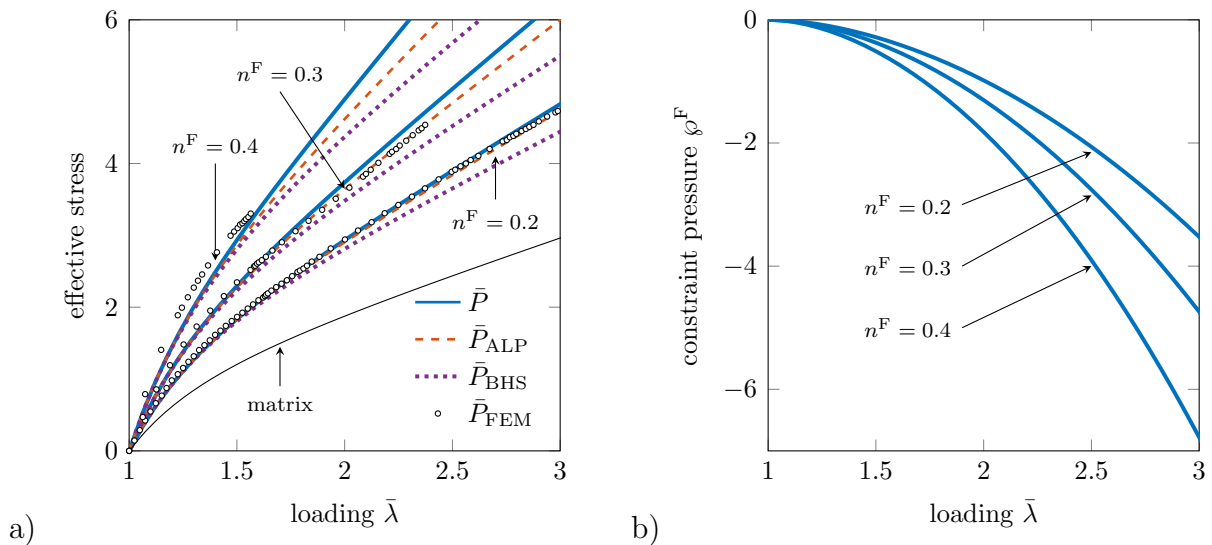 6
4
2
0
effective stress
n^F = 0.3
n^F = 0.4
n^F = 0.2
matrix
P̄
P̄_ALP
P̄_BHS
P̄_FEM
1 1.5 2 2.5 3
loading λ̄
a)
0
−2
−4
−6
constraint pressure ℘^F
n^F = 0.2
n^F = 0.3
n^F = 0.4
1 1.5 2 2.5 3
loading λ̄
b)